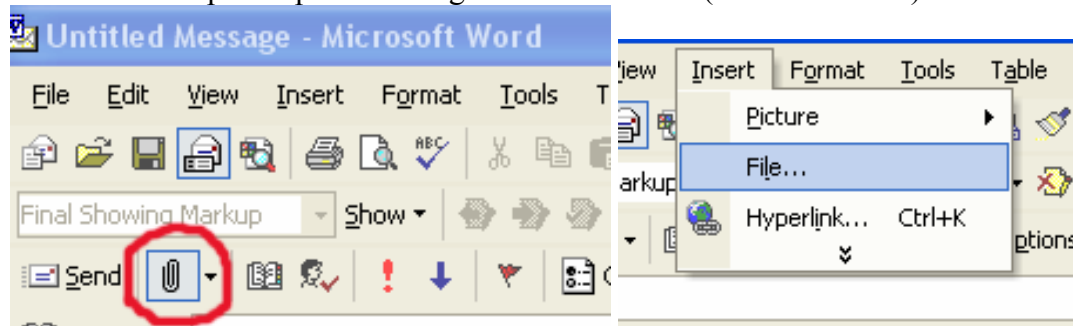 Untitled Message - Microsoft Word
File Edit View Insert Format Tools T
ABC
Final Showing Markup Show
Send
iew Insert Format Tools Table
Picture
arkup File...
Hyperlink... Ctrl+K
ptions